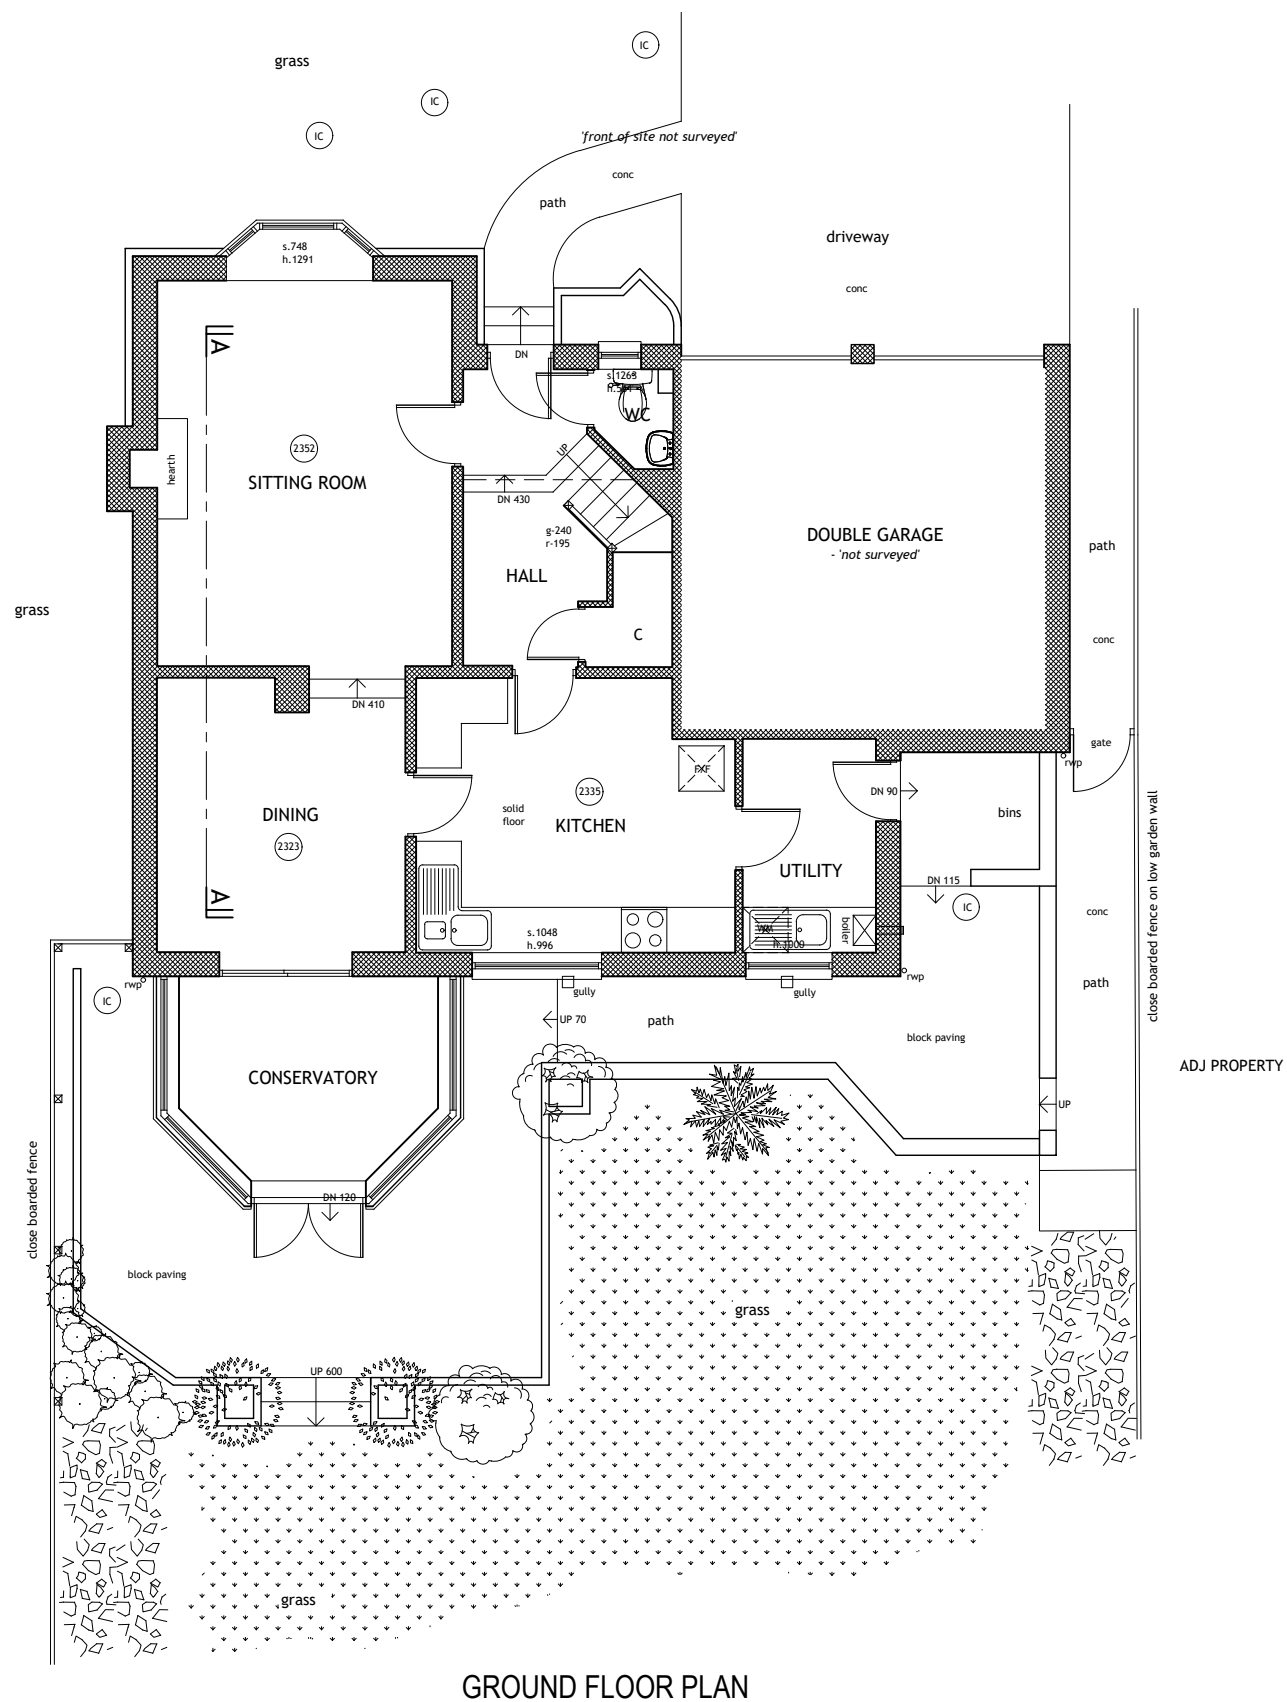 grass
IC
IC
IC
'front of site not surveyed'
conc
path
driveway
conc
s.748
h.1291
DN
A
s.1263
WC
2352
SITTING ROOM
hearth
UP
DN 430
g-240
r-195
HALL
DOUBLE GARAGE
- 'not surveyed'
path
grass
C
conc
DN 410
gate
rwp
F/F
2335
KITCHEN
solid
floor
DN 90
bins
DINING
2323
UTILITY
close boarded fence on low garden wall
A
DN 115
IC
conc
s.1048
h.996
WM
h.1000
boiler
rwp
rwp
gully
gully
path
IC
UP 70
path
block paving
CONSERVATORY
ADJ PROPERTY
UP
close boarded fence
DN 120
block paving
grass
UP 600
grass
GROUND FLOOR PLAN